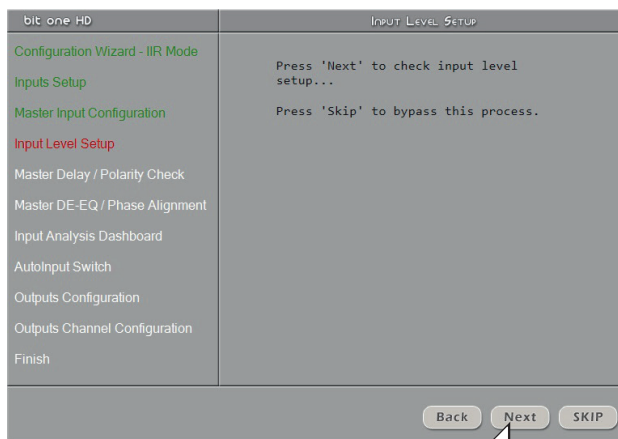 bit one HD
Input Level Setup
Configuration Wizard - IIR Mode
Inputs Setup
Master Input Configuration
Input Level Setup
Master Delay / Polarity Check
Master DE-EQ / Phase Alignment
Input Analysis Dashboard
AutoInput Switch
Outputs Configuration
Outputs Channel Configuration
Finish
Press 'Next' to check input level
setup...
Press 'Skip' to bypass this process.
Back
Next
SKIP